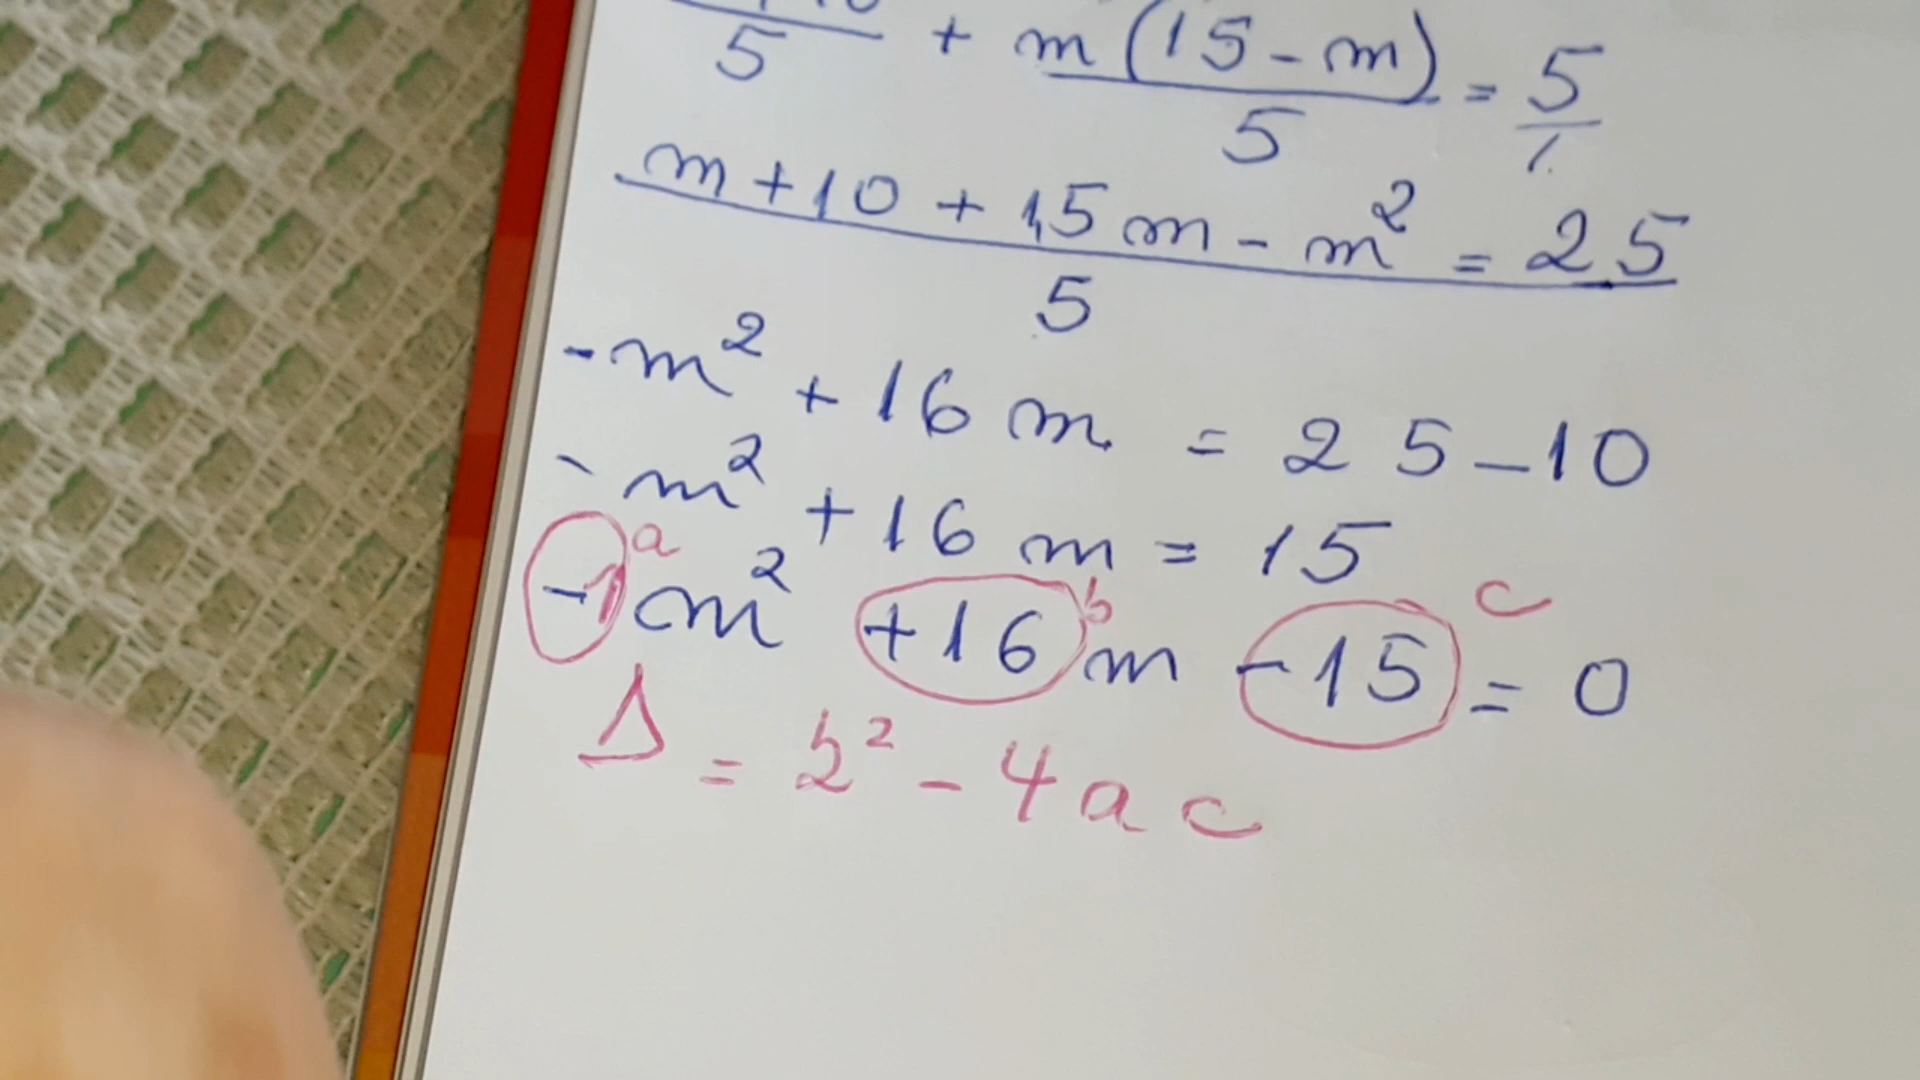 5 + m(15-m) = 5
5 1
m+10+15m-m² = 25
5
-m² + 16m = 25-10
-m² + 16m = 15
a b c
-1m² +16m -15 = 0
Δ = b² - 4ac